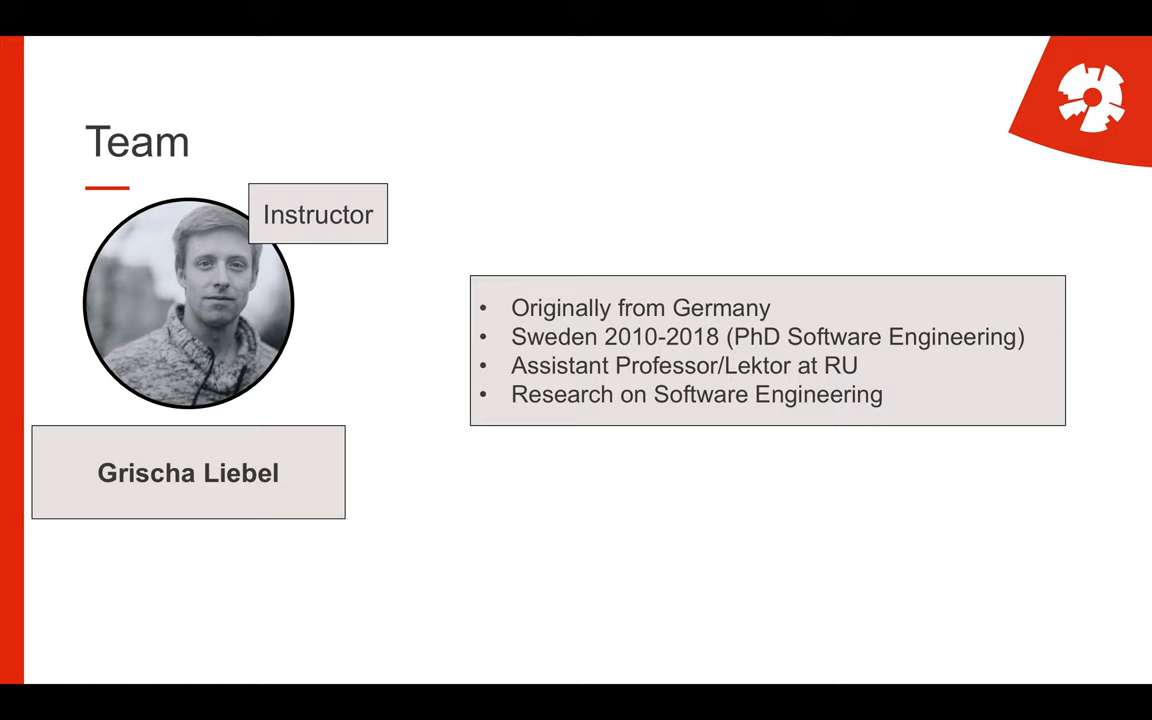 Team
Instructor
Grischa Liebel
• Originally from Germany
• Sweden 2010-2018 (PhD Software Engineering)
• Assistant Professor/Lektor at RU
• Research on Software Engineering